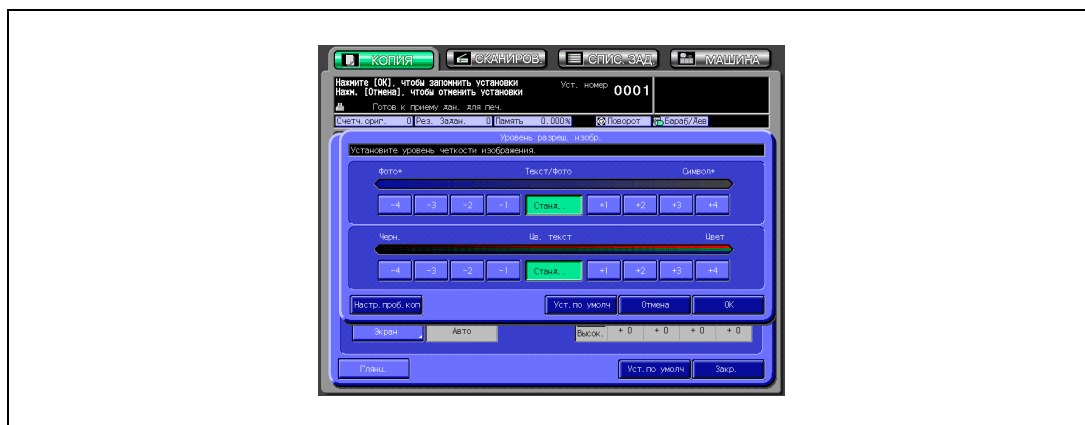 КОПИЯ СКАНИРОВ. СПИС. ЗАД. МАШИНА
Нажмите [OK], чтобы запомнить установки
Нажм. [Отмена], чтобы отменить установки
Уст. номер 0001
Готов к приему дан. для печ.
Счетч. ориг. 0 Рез. Задан. 0 Память 0.000% Поворот Бараб/Лев
Уровень разреш. изобр.
Установите уровень четкости изображения.
Фото+ Текст/Фото Символ+
-4 -3 -2 -1 Станд.. +1 +2 +3 +4
Черн. Цв. текст Цвет
-4 -3 -2 -1 Станд.. +1 +2 +3 +4
Настр.проб.коп Уст.по умолч Отмена OK
Экран Авто Высок. + 0 + 0 + 0 + 0
Глянц. Уст.по умолч Закр.